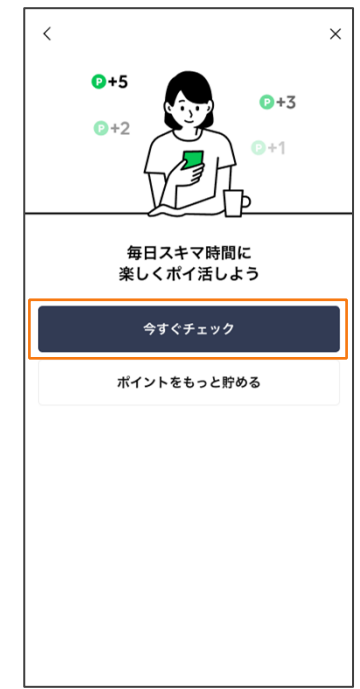 P+5
P+3
P+2
P+1
毎日スキマ時間に
楽しくポイ活しよう
今すぐチェック
ポイントをもっと貯める